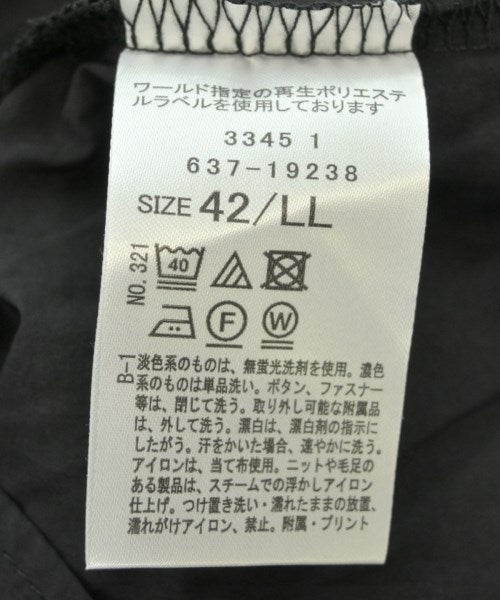 ワールド指定の再生ポリエステ
ルラベルを使用しております
3345 1
637-19238
SIZE 42/LL
NO. 321
40
F
W
B-1
淡色系のものは、無蛍光洗剤を使用。濃色
系のものは単品洗い。ボタン、ファスナー
等は、閉じて洗う。取り外し可能な附属品
は、外して洗う。漂白は、漂白剤の指示に
したがう。汗をかいた場合、速やかに洗う。
アイロンは、当て布使用。ニットや毛足の
ある製品は、スチームでの浮かしアイロン
仕上げ。つけ置き洗い・濡れたままの放置、
濡れがけアイロン、禁止。附属・プリント